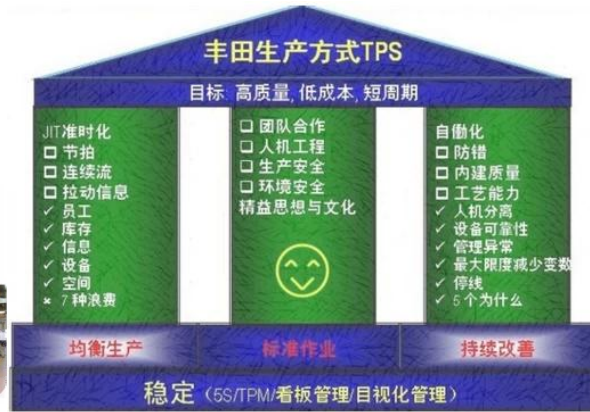 丰田生产方式TPS
目标: 高质量, 低成本, 短周期
JIT准时化
□ 节拍
□ 连续流
□ 拉动信息
✓ 员工
✓ 库存
✓ 信息
✓ 设备
✓ 空间
× 7种浪费
□ 团队合作
□ 人机工程
□ 生产安全
□ 环境安全
精益思想与文化
自働化
□ 防错
□ 内建质量
□ 工艺能力
✓ 人机分离
✓ 设备可靠性
✓ 管理异常
✓ 最大限度减少变数
✓ 停线
✓ 5个为什么
均衡生产
标准作业
持续改善
稳定（5S/TPM/看板管理/目视化管理）